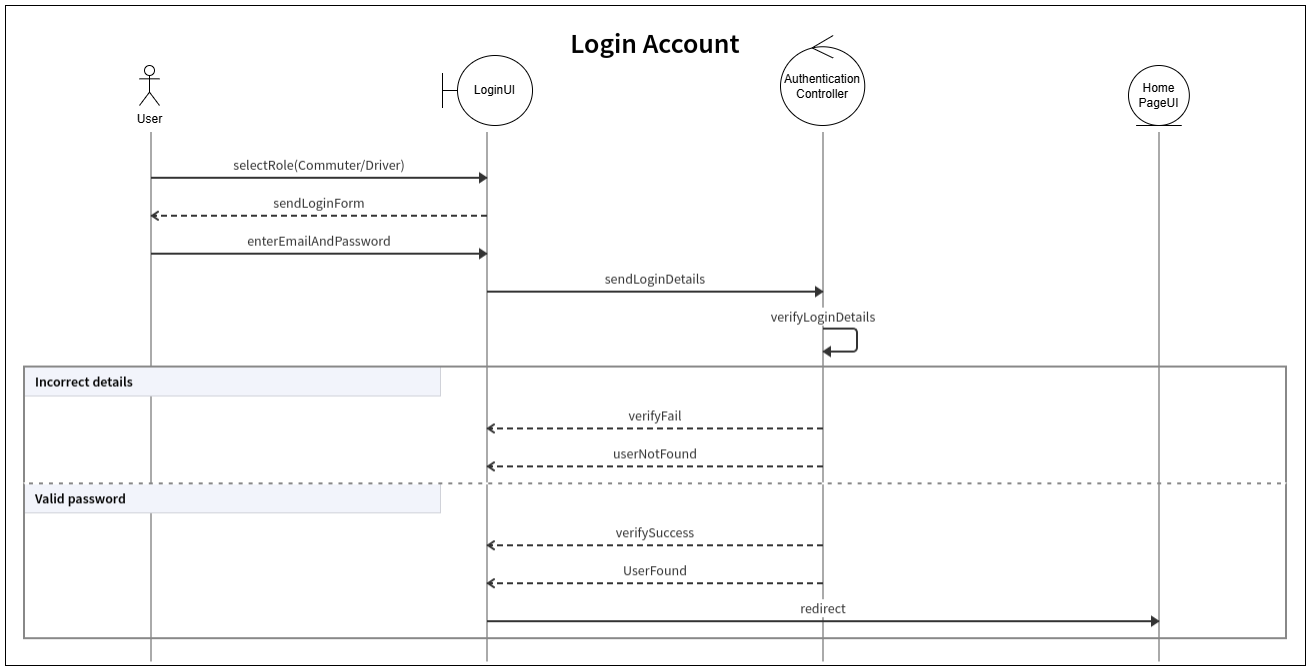 Login Account
User
LoginUI
Authentication
Controller
Home
PageUI
selectRole(Commuter/Driver)
sendLoginForm
enterEmailAndPassword
sendLoginDetails
verifyLoginDetails
Incorrect details
verifyFail
userNotFound
Valid password
verifySuccess
UserFound
redirect